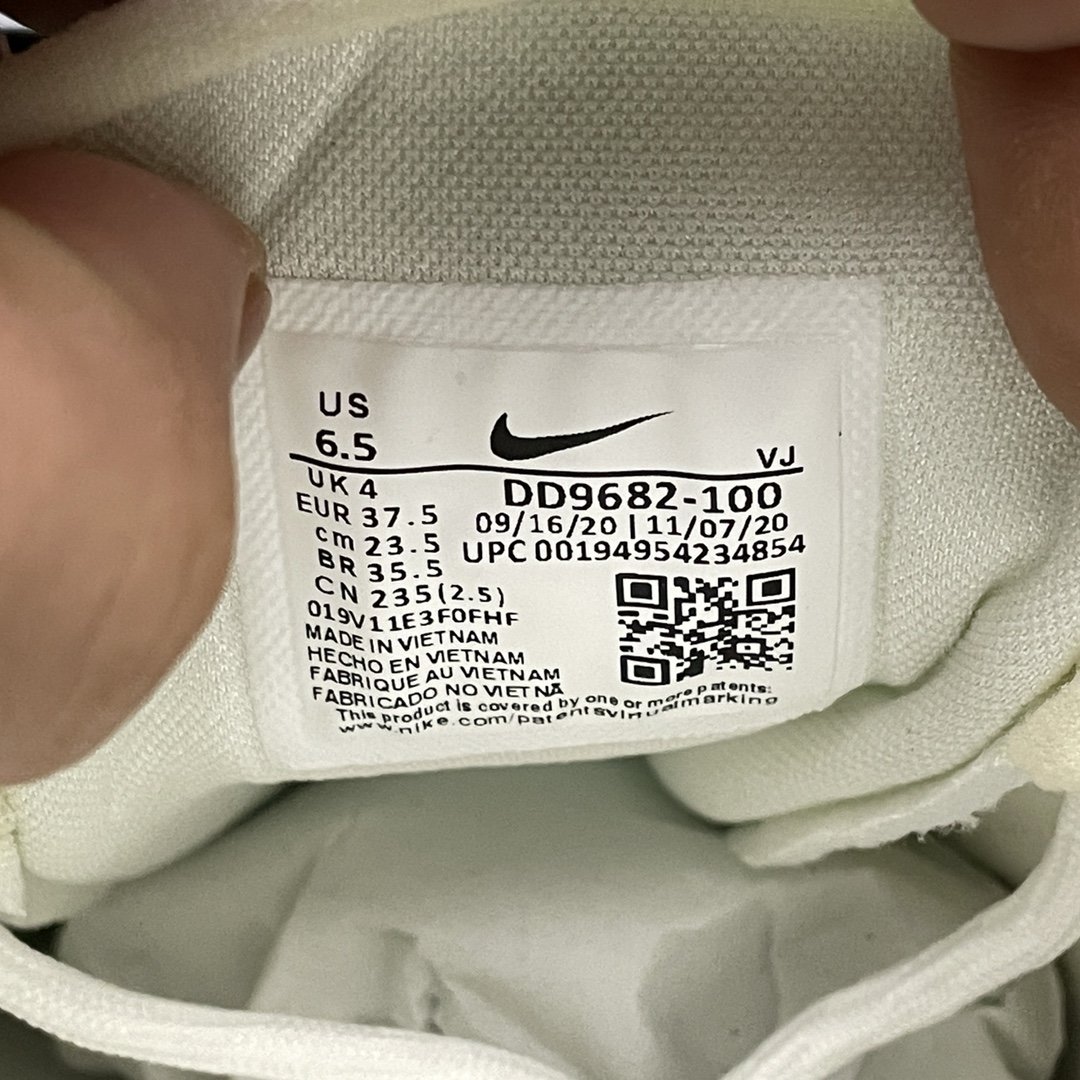 US
6.5
VJ
UK 4
EUR 37.5
cm 23.5
BR 35.5
CN 235(2.5)
DD9682-100
09/16/20 | 11/07/20
UPC 00194954234854
019V11E3F0FHF
MADE IN VIETNAM
HECHO EN VIETNAM
FABRIQUE AU VIETNAM
FABRICADO NO VIETNÃ
This product is covered by one or more patents:
www.nike.com/patentsvirtualmarking